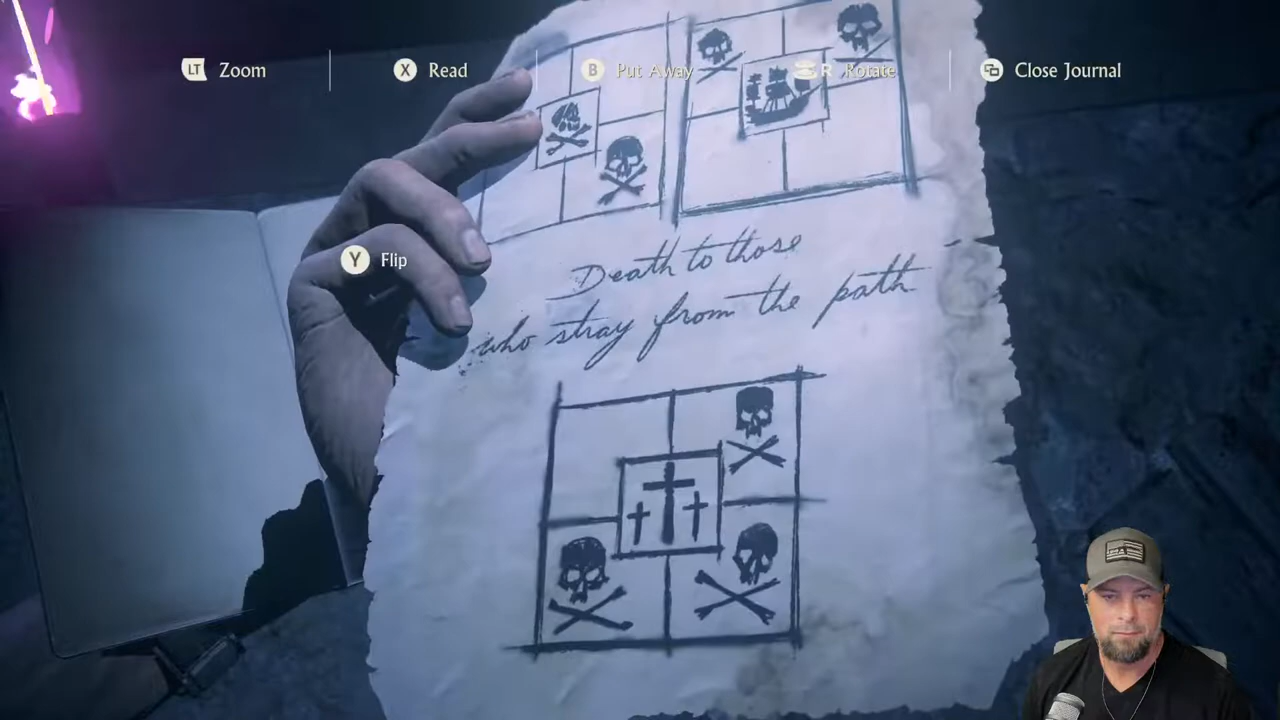 LT Zoom
X Read
B Put Away
R Rotate
Close Journal
Y Flip
Death to those
who stray from the path